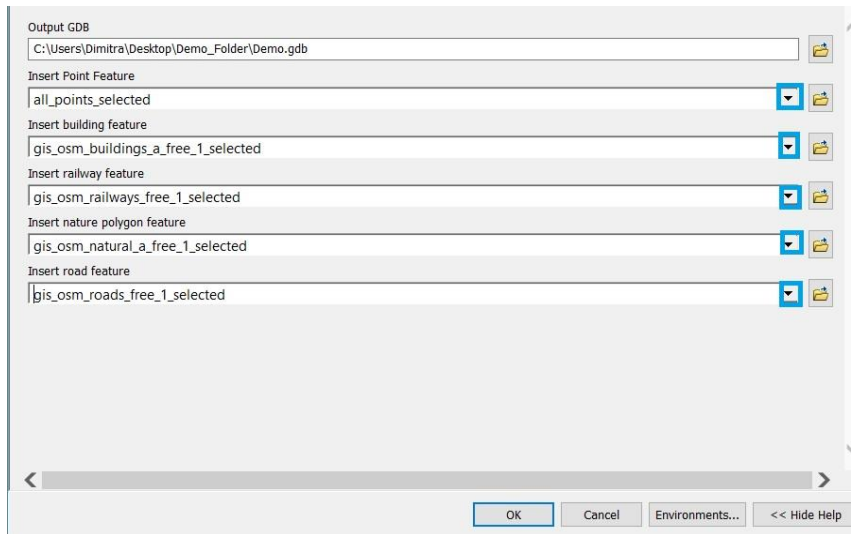 Output GDB
C:\Users\Dimitra\Desktop\Demo_Folder\Demo.gdb
Insert Point Feature
all_points_selected
Insert building feature
gis_osm_buildings_a_free_1_selected
Insert railway feature
gis_osm_railways_free_1_selected
Insert nature polygon feature
gis_osm_natural_a_free_1_selected
Insert road feature
gis_osm_roads_free_1_selected
OK Cancel Environments... << Hide Help